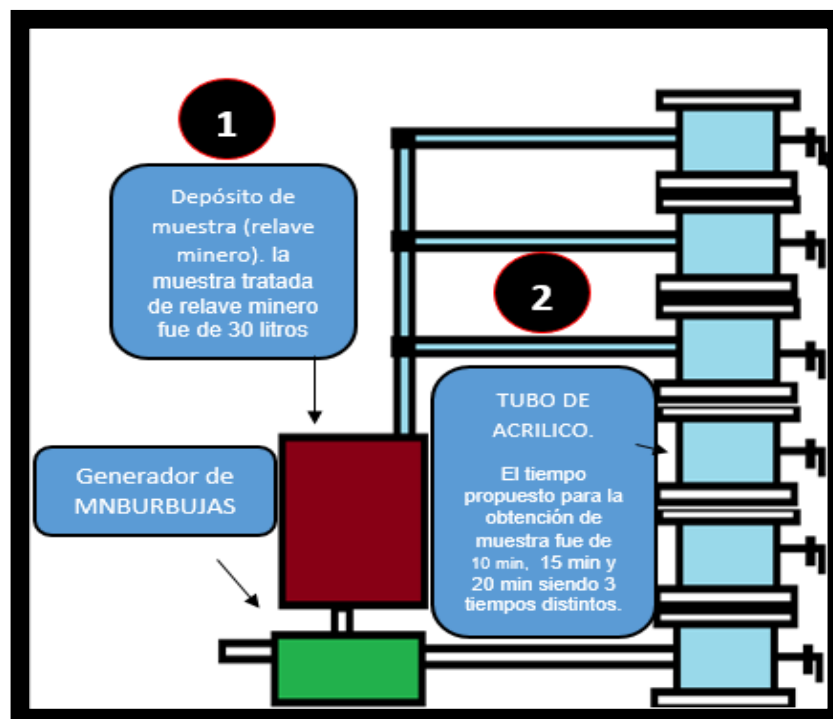 1
Depósito de
muestra (relave
minero). la
muestra tratada
de relave minero
fue de 30 litros
2
TUBO DE
ACRILICO.
El tiempo
propuesto para la
obtención de
muestra fue de
10 min, 15 min y
20 min siendo 3
tiempos distintos.
Generador de
MNBURBUJAS